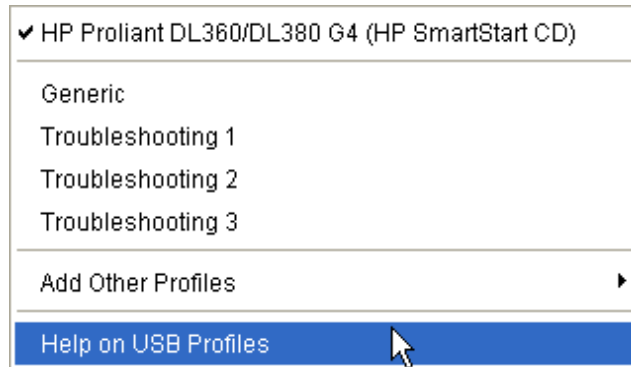 HP Proliant DL360/DL380 G4 (HP SmartStart CD)
Generic
Troubleshooting 1
Troubleshooting 2
Troubleshooting 3
Add Other Profiles
Help on USB Profiles